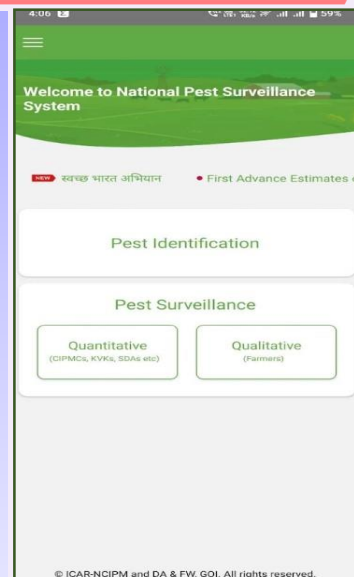 4:06
59%
Welcome to National Pest Surveillance
System
NEW स्वच्छ भारत अभियान • First Advance Estimates
Pest Identification
Pest Surveillance
Quantitative
(CIPMCs, KVKs, SDAs etc)
Qualitative
(Farmers)
© ICAR-NCIPM and DA & FW, GOI. All rights reserved.